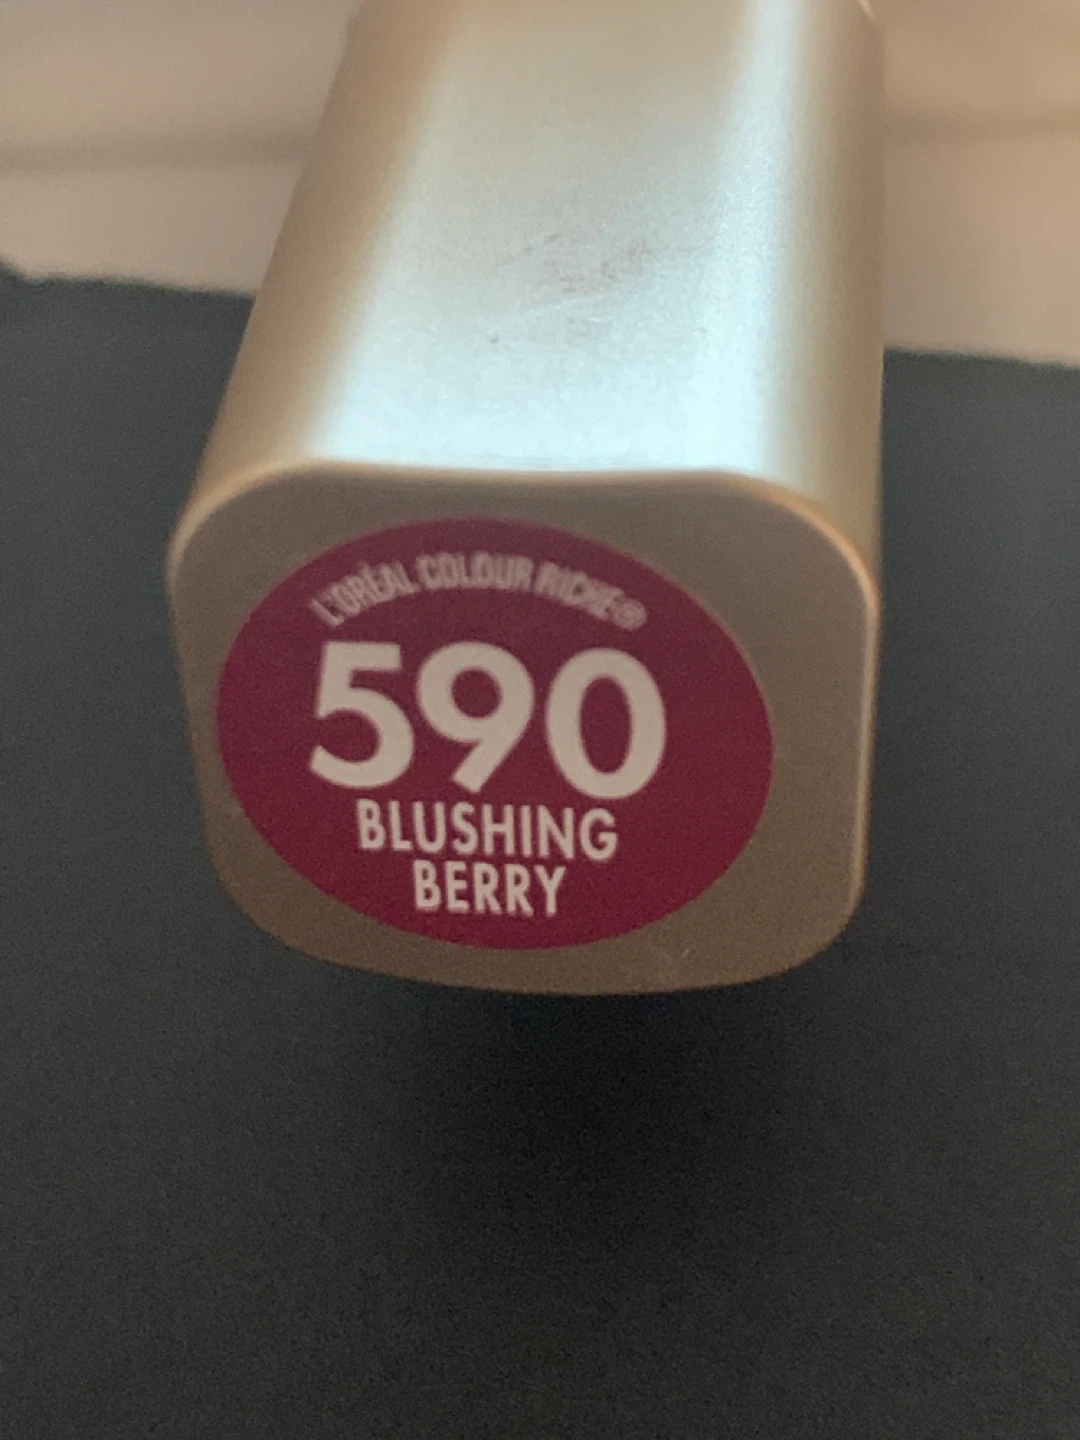 L'ORÉAL COLOUR RICHE®
590
BLUSHING
BERRY